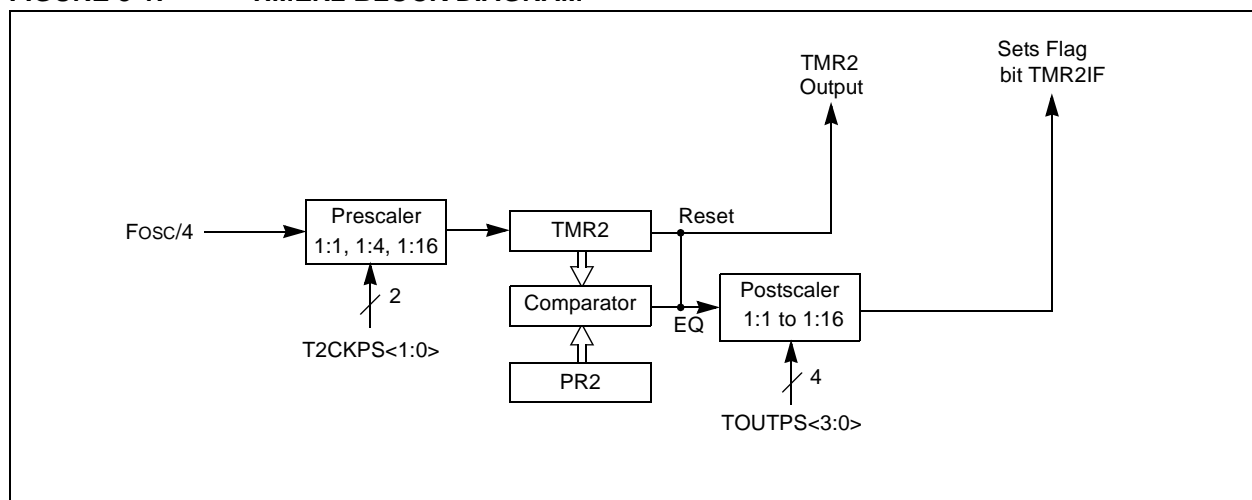 TMR2
Output
Sets Flag
bit TMR2IF
Fosc/4
Prescaler
1:1, 1:4, 1:16
2
T2CKPS<1:0>
TMR2
Reset
Comparator
EQ
PR2
Postscaler
1:1 to 1:16
4
TOUTPS<3:0>